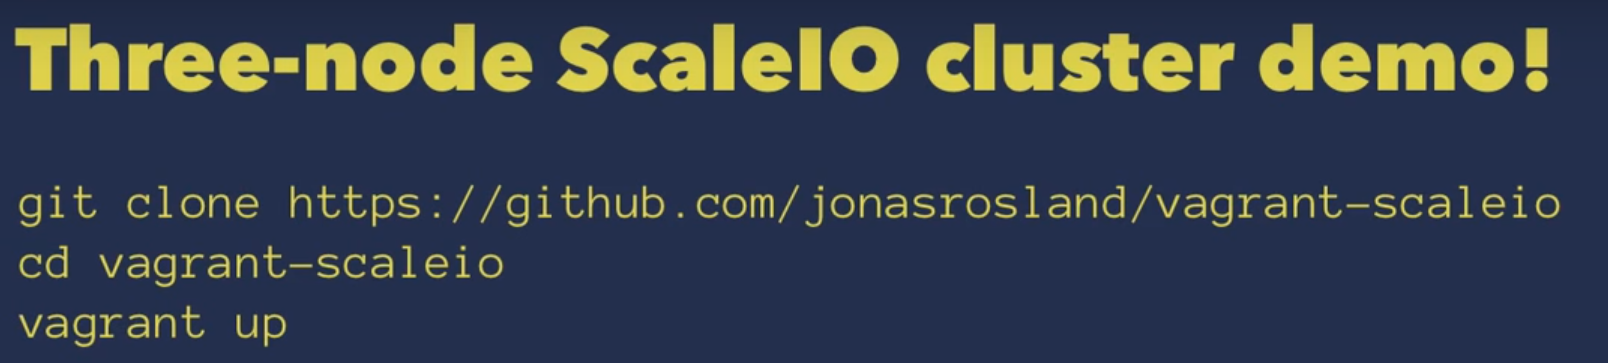 Three-node ScaleIO cluster demo!
git clone https://github.com/jonasrosland/vagrant-scaleio
cd vagrant-scaleio
vagrant up